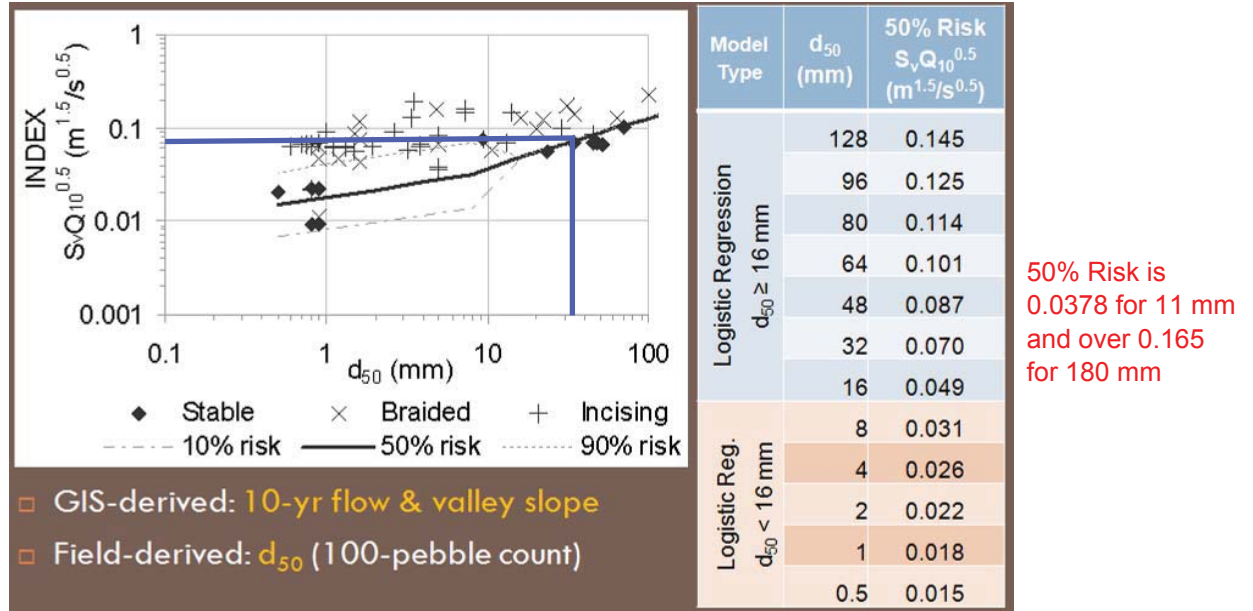 INDEX
SvQ10^0.5 (m^1.5/s^0.5)
1
0.1
0.01
0.001
0.1
1
10
100
d50 (mm)
Stable
Braided
Incising
10% risk
50% risk
90% risk
GIS-derived: 10-yr flow & valley slope
Field-derived: d50 (100-pebble count)
Model Type
d50 (mm)
50% Risk
SvQ10^0.5
(m^1.5/s^0.5)
Logistic Regression
d50 ≥ 16 mm
128 0.145
96 0.125
80 0.114
64 0.101
48 0.087
32 0.070
16 0.049
Logistic Reg.
d50 < 16 mm
8 0.031
4 0.026
2 0.022
1 0.018
0.5 0.015
50% Risk is
0.0378 for 11 mm
and over 0.165
for 180 mm